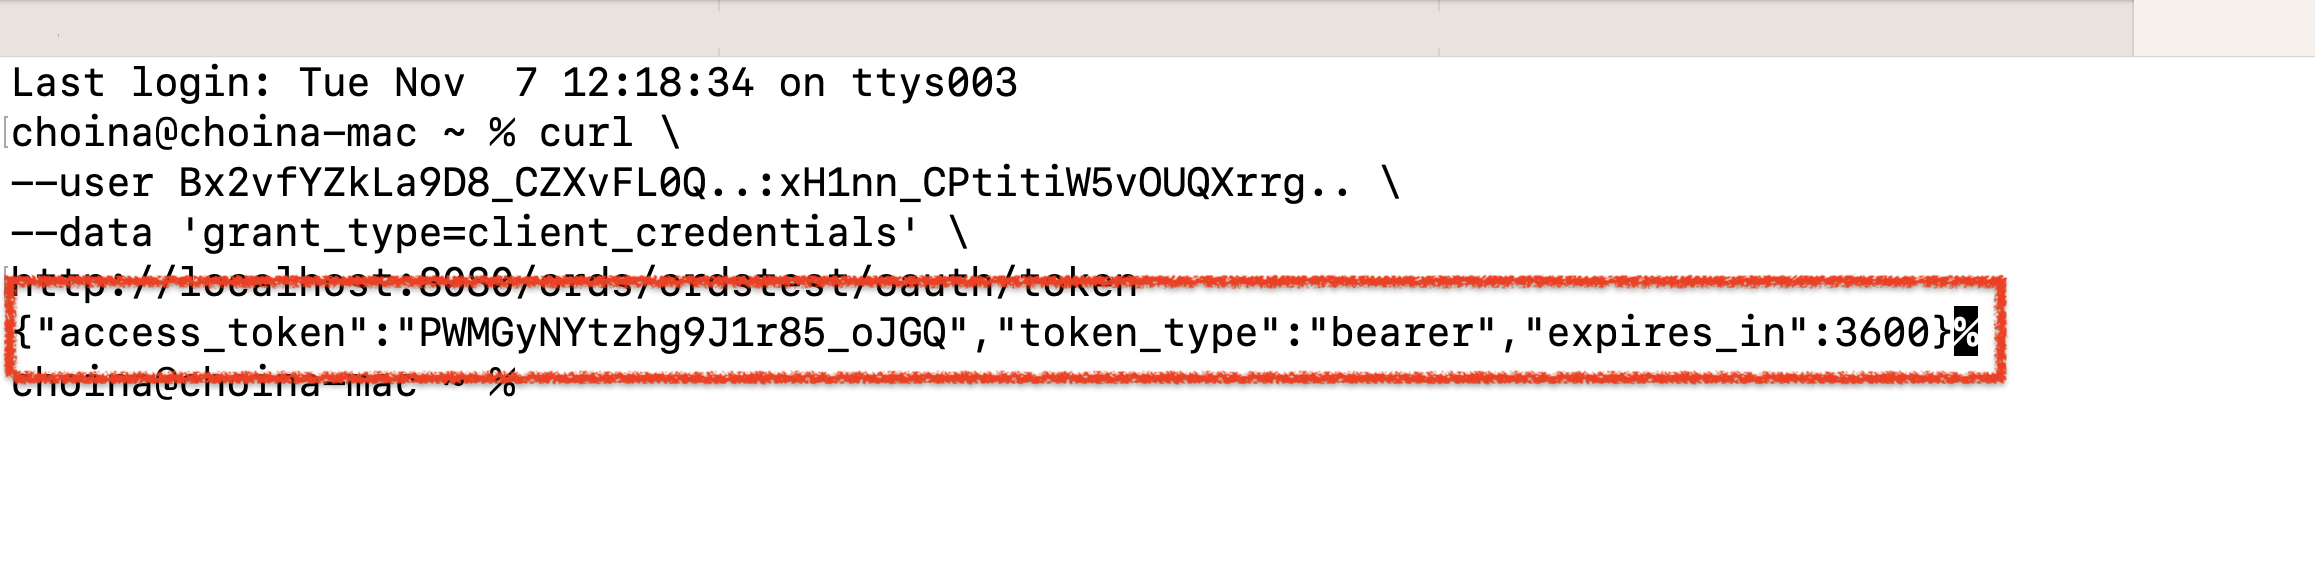 Last login: Tue Nov  7 12:18:34 on ttys003
choina@choina-mac ~ % curl \
--user Bx2vfYZkLa9D8_CZXvFL0Q..:xH1nn_CPtitiW5vOUQXrrg.. \
--data 'grant_type=client_credentials' \
http://localhost:8080/ords/ordstest/oauth/token
{"access_token":"PWMGyNYtzhg9J1r85_oJGQ","token_type":"bearer","expires_in":3600}%
choina@choina-mac ~ %